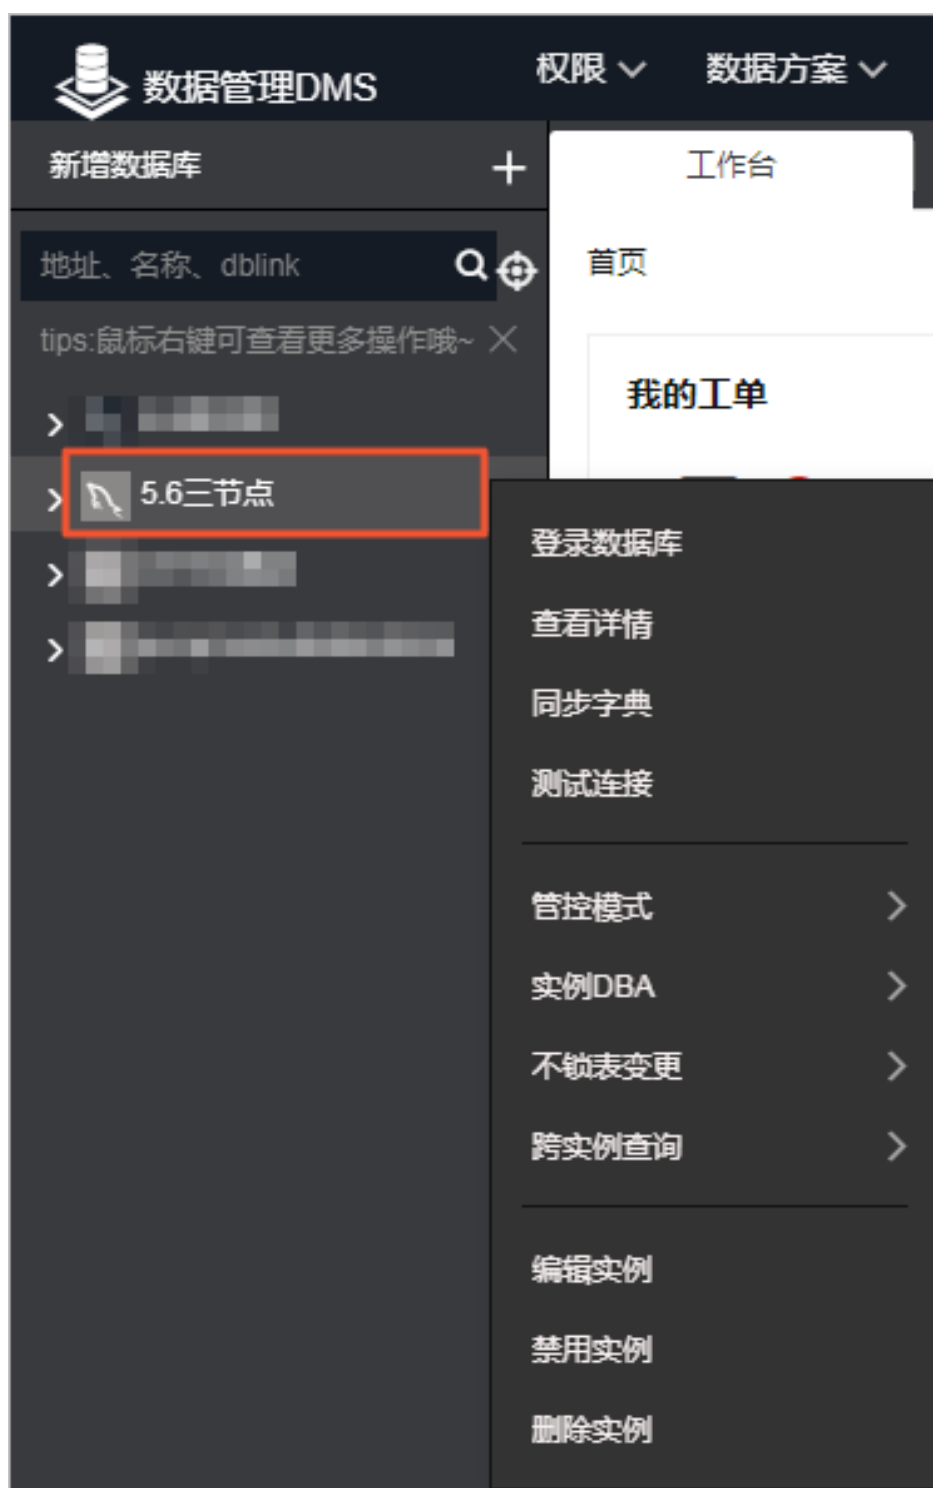 数据管理DMS
权限
数据方案
新增数据库
工作台
地址、名称、dblink
首页
tips:鼠标右键可查看更多操作哦~
我的工单
5.6三节点
登录数据库
查看详情
同步字典
测试连接
管控模式
实例DBA
不锁表变更
跨实例查询
编辑实例
禁用实例
删除实例